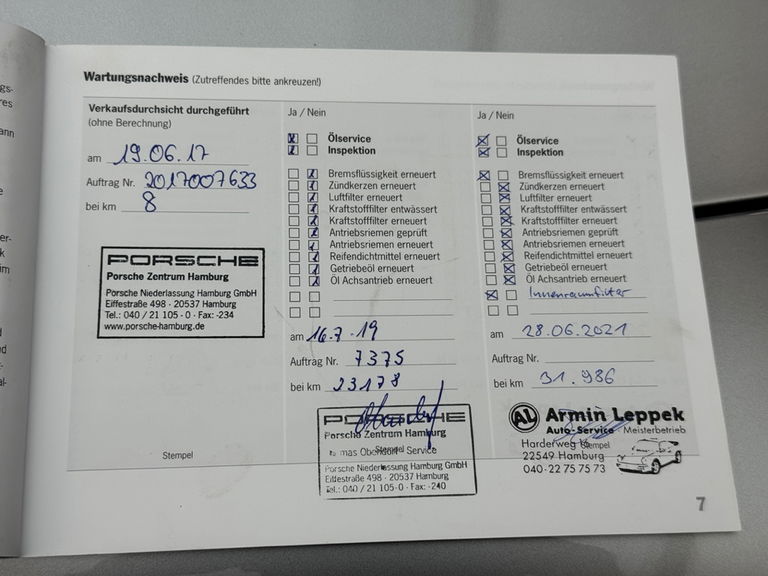 Wartungsnachweis (Zutreffendes bitte ankreuzen!)
Verkaufsdurchsicht durchgeführt
(ohne Berechnung)
am 19.06.17
Auftrag Nr. 2017007633
bei km 8
PORSCHE
Porsche Zentrum Hamburg
Porsche Niederlassung Hamburg GmbH
Eiffestraße 498 · 20537 Hamburg
Tel.: 040 / 21 105 - 0 · Fax: -234
www.porsche-hamburg.de
Stempel
Ja / Nein
Ölservice
Inspektion
Bremsflüssigkeit erneuert
Zündkerzen erneuert
Luftfilter erneuert
Kraftstofffilter entwässert
Kraftstofffilter erneuert
Antriebsriemen geprüft
Antriebsriemen erneuert
Reifendichtmittel erneuert
Getriebeöl erneuert
Öl Achsantrieb erneuert
am 16.7.19
Auftrag Nr. 7375
bei km 23178
PORSCHE
Porsche Zentrum Hamburg
Stempel
Service
Porsche Niederlassung Hamburg GmbH
Eiffestraße 498 · 20537 Hamburg
Tel.: 040 / 21 105 - 0 · Fax: -240
Ja / Nein
Ölservice
Inspektion
Bremsflüssigkeit erneuert
Zündkerzen erneuert
Luftfilter erneuert
Kraftstofffilter entwässert
Kraftstofffilter erneuert
Antriebsriemen geprüft
Antriebsriemen erneuert
Reifendichtmittel erneuert
Getriebeöl erneuert
Öl Achsantrieb erneuert
Innenraumfilter
am 28.06.2021
Auftrag Nr.
bei km 31.986
AL Armin Leppek
Auto-Service · Meisterbetrieb
Harderweg Stempel
22549 Hamburg
040 - 22 75 75 73
7